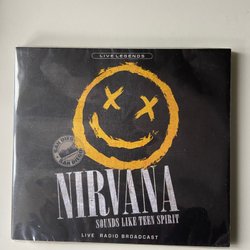 LIVE LEGENDS
NIRVANA
SOUNDS LIKE TEEN SPIRIT
LIVE RADIO BROADCAST